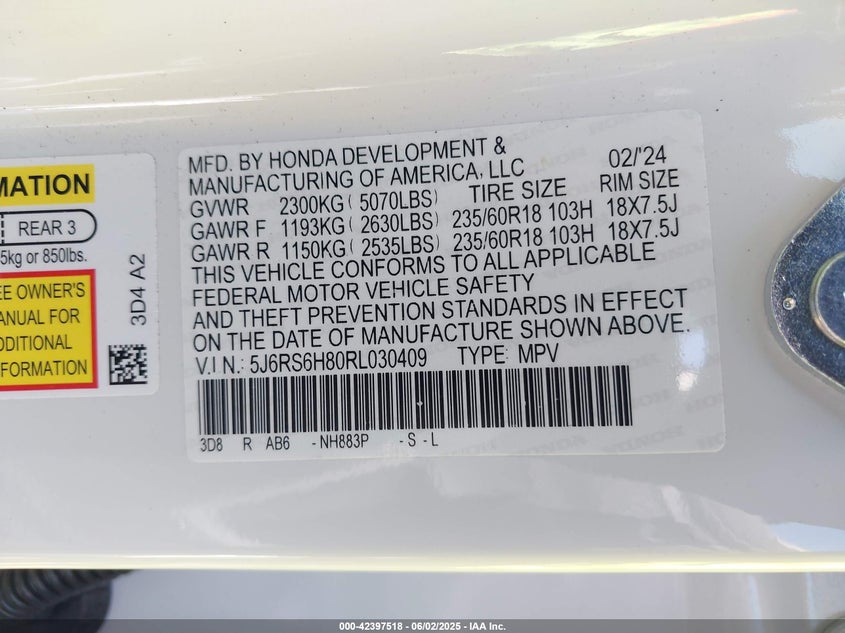 MATION
REAR 3
5kg or 850lbs.
EE OWNER'S
ANUAL FOR
DDITIONAL
FORMATION
3D4 A2
MFD. BY HONDA DEVELOPMENT & 02/'24
MANUFACTURING OF AMERICA, LLC
TIRE SIZE RIM SIZE
GVWR 2300KG( 5070LBS)
GAWR F 1193KG( 2630LBS) 235/60R18 103H 18X7.5J
GAWR R 1150KG( 2535LBS) 235/60R18 103H 18X7.5J
THIS VEHICLE CONFORMS TO ALL APPLICABLE
FEDERAL MOTOR VEHICLE SAFETY
AND THEFT PREVENTION STANDARDS IN EFFECT
ON THE DATE OF MANUFACTURE SHOWN ABOVE.
V.I.N.: 5J6RS6H80RL030409 TYPE: MPV
3D8 R AB6 -NH883P -S -L
000-42397518 | 06/02/2025 - IAA Inc.